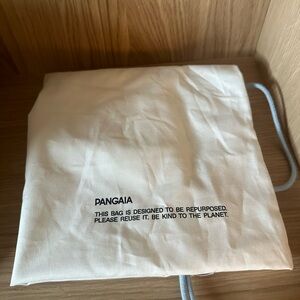 PANGAIA
THIS BAG IS DESIGNED TO BE REPURPOSED.
PLEASE REUSE IT, BE KIND TO THE PLANET.